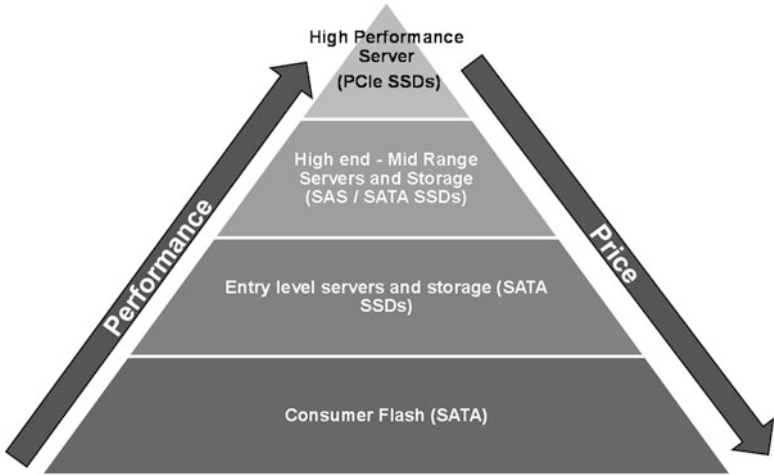 High Performance
Server
(PCIe SSDs)
High end - Mid Range
Servers and Storage
(SAS / SATA SSDs)
Performance
Price
Entry level servers and storage (SATA
SSDs)
Consumer Flash (SATA)